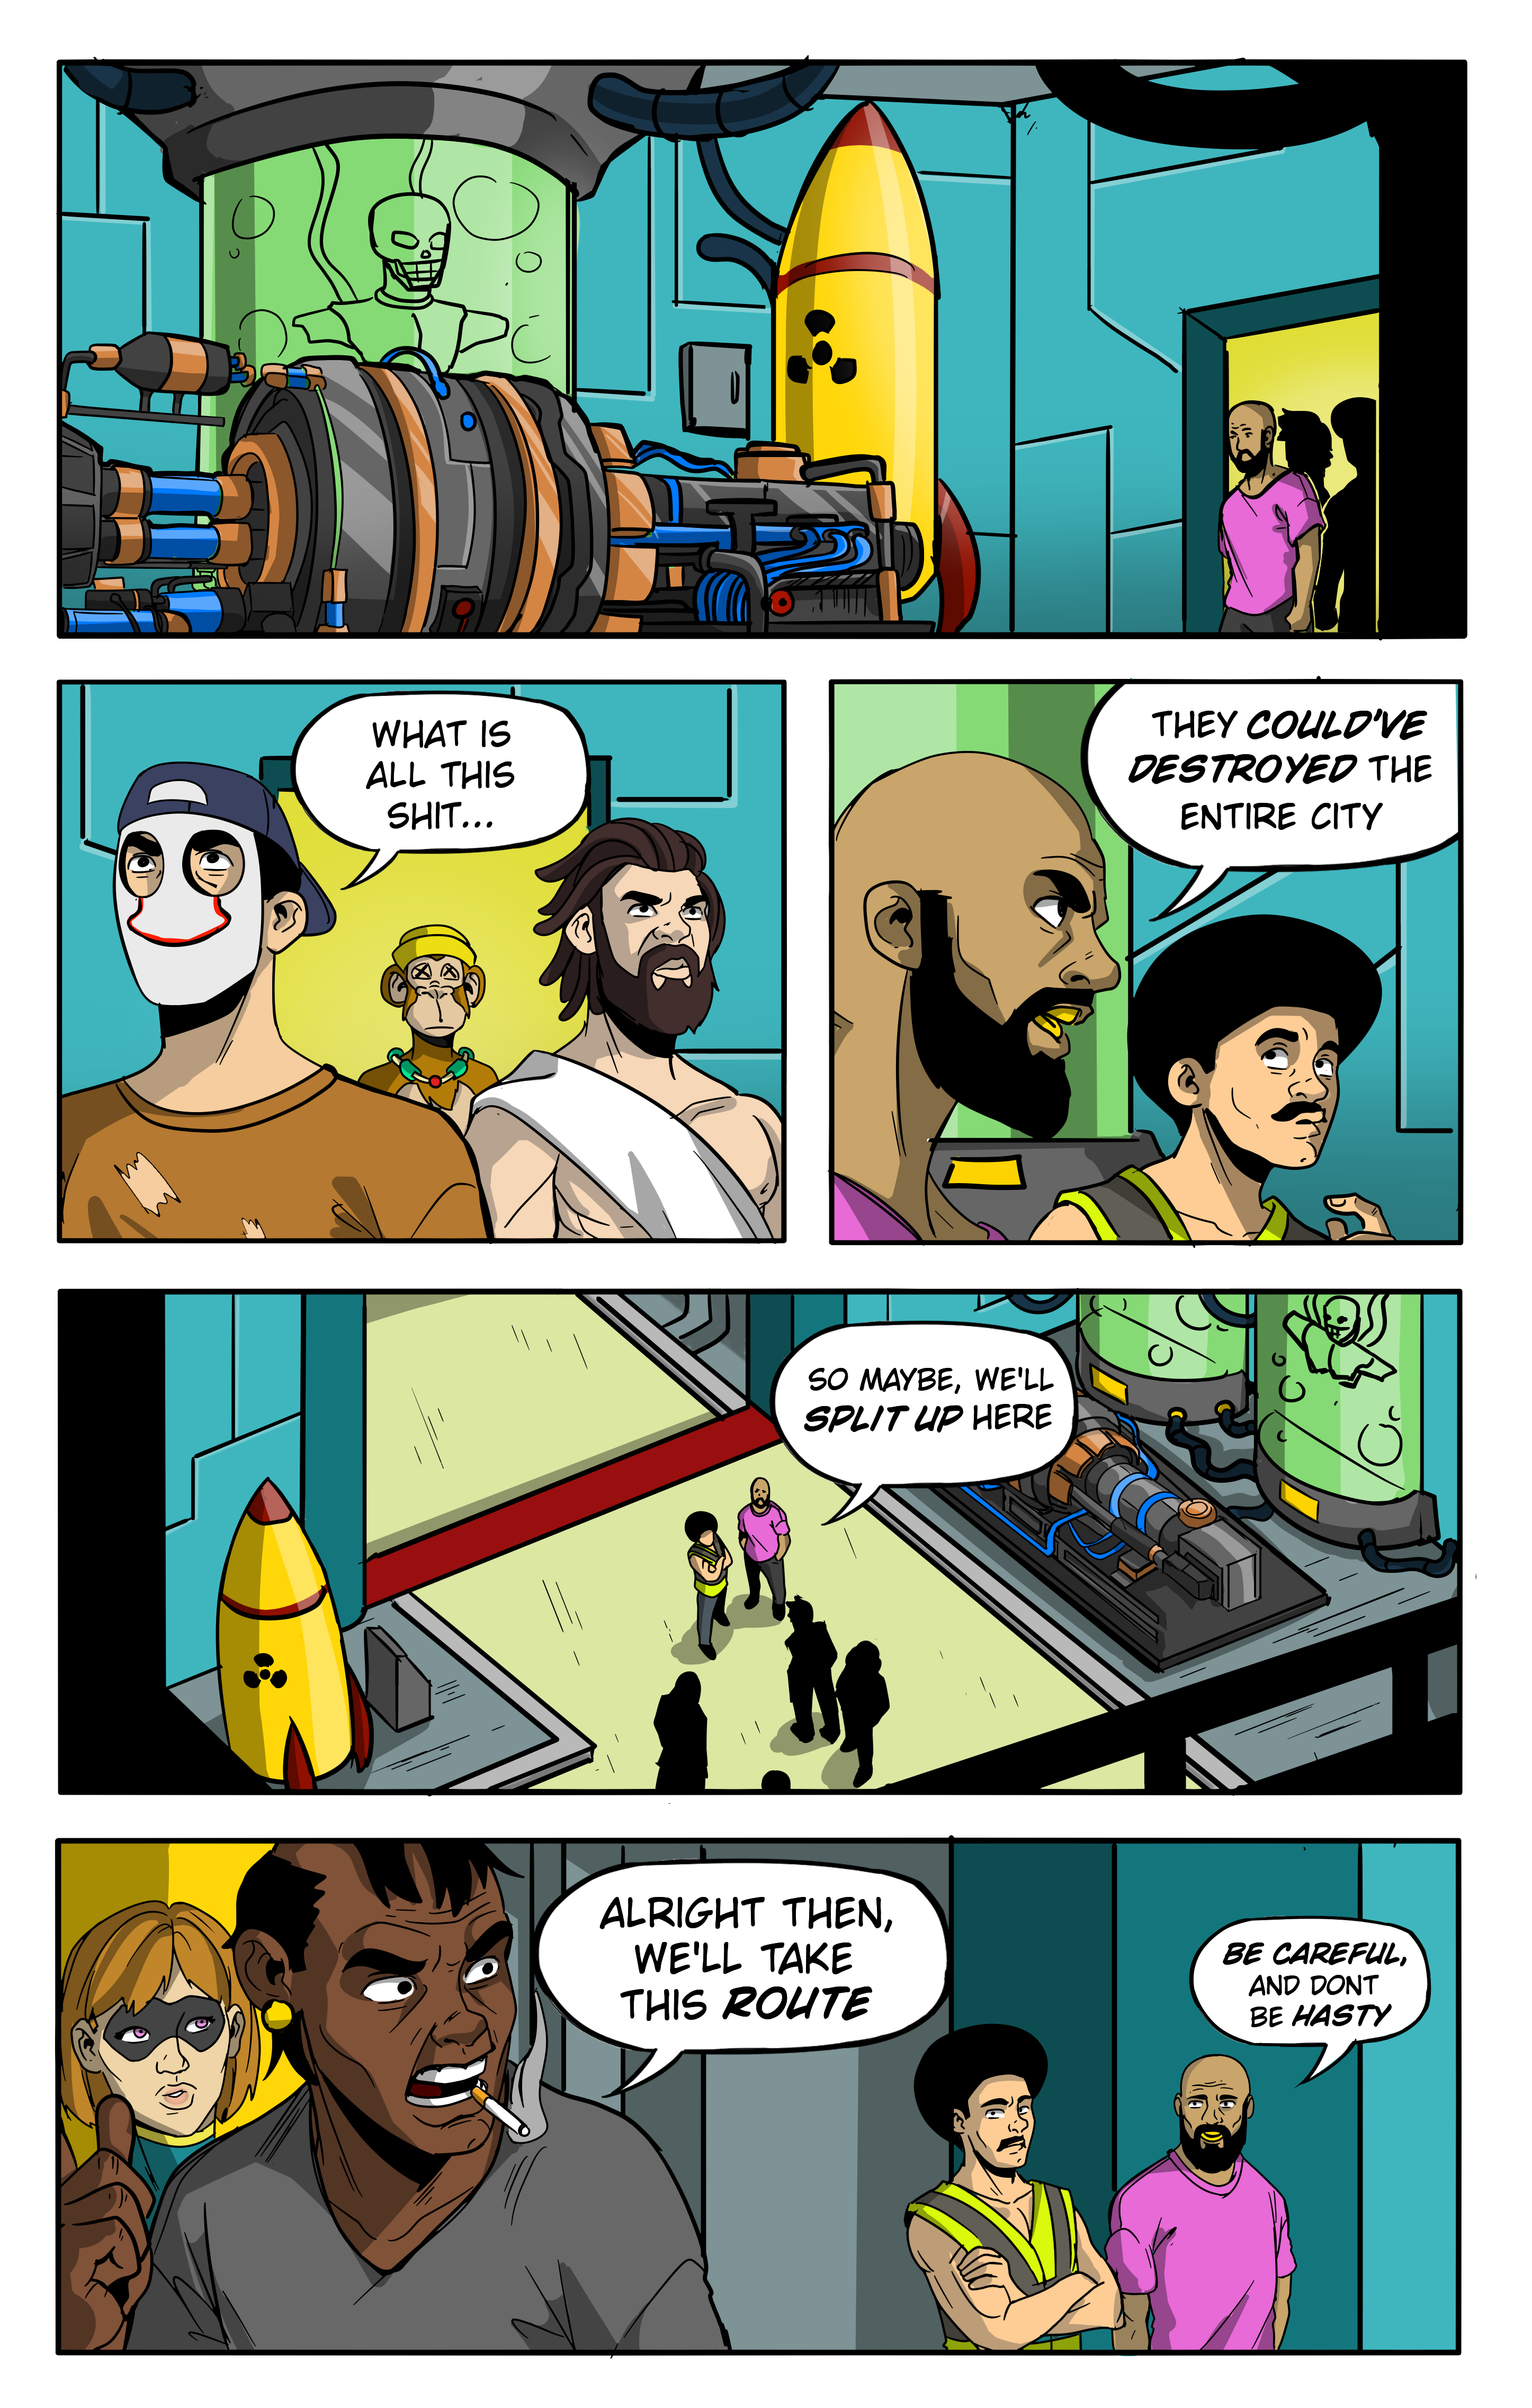 WHAT IS
ALL THIS
SHIT...
THEY COULD'VE
DESTROYED THE
ENTIRE CITY
SO MAYBE, WE'LL
SPLIT UP HERE
ALRIGHT THEN,
WE'LL TAKE
THIS ROUTE
BE CAREFUL,
AND DONT
BE HASTY